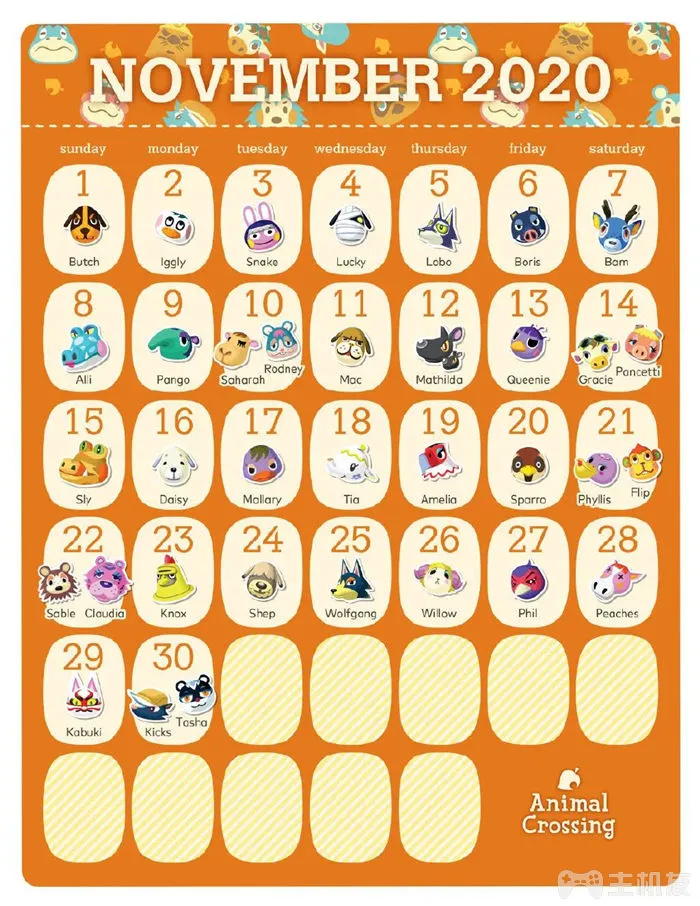 NOVEMBER 2020
sunday monday tuesday wednesday thursday friday saturday
1 2 3 4 5 6 7
Butch Iggly Snake Lucky Lobo Boris Bam
8 9 10 11 12 13 14
Alli Pango Saharah Rodney Mac Mathilda Queenie Gracie Pancetti
15 16 17 18 19 20 21
Sly Daisy Mallary Tia Amelia Sparro Phyllis Flip
22 23 24 25 26 27 28
Sable Claudia Knox Shep Wolfgang Willow Phil Peaches
29 30
Kabuki Kicks Tasha
Animal
Crossing
主机夜